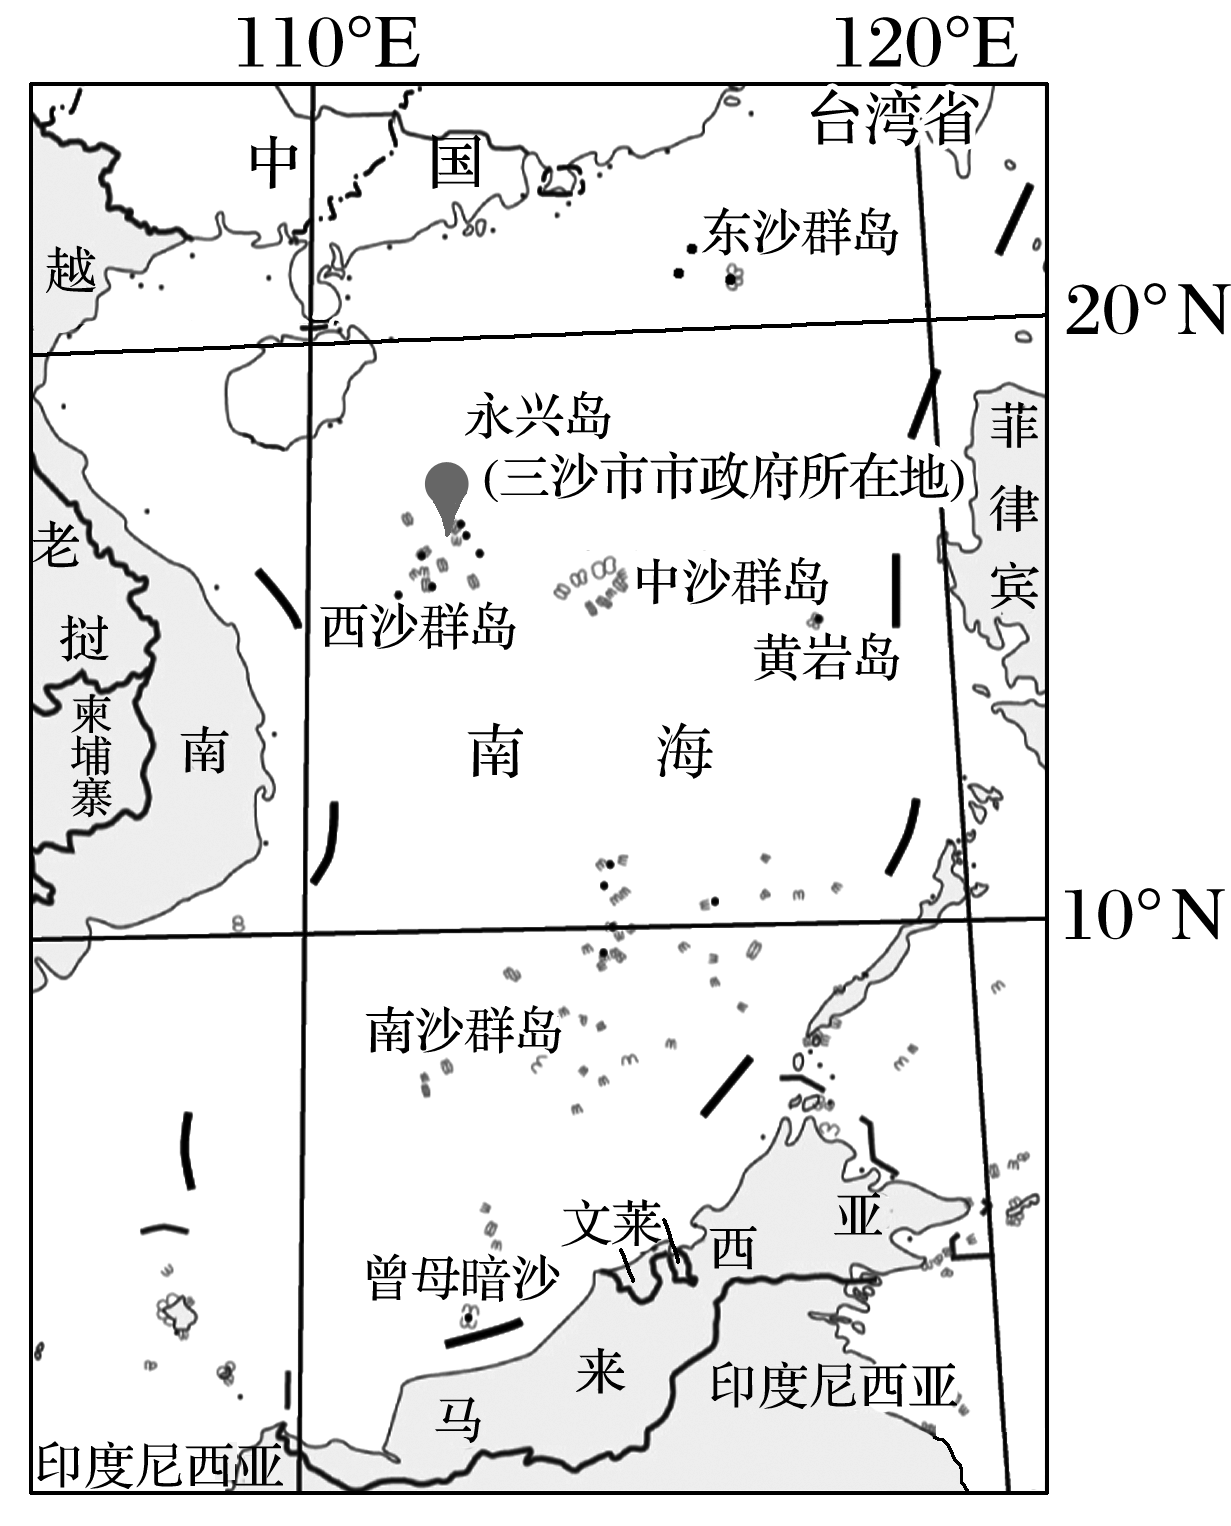 110°E 120°E
台湾省
中 国
东沙群岛
越
20°N
永兴岛
(三沙市市政府所在地)
菲律宾
老挝
中沙群岛
西沙群岛
黄岩岛
柬埔寨
南
南 海
10°N
南沙群岛
文莱
西 亚
曾母暗沙
来
马
印度尼西亚
印度尼西亚